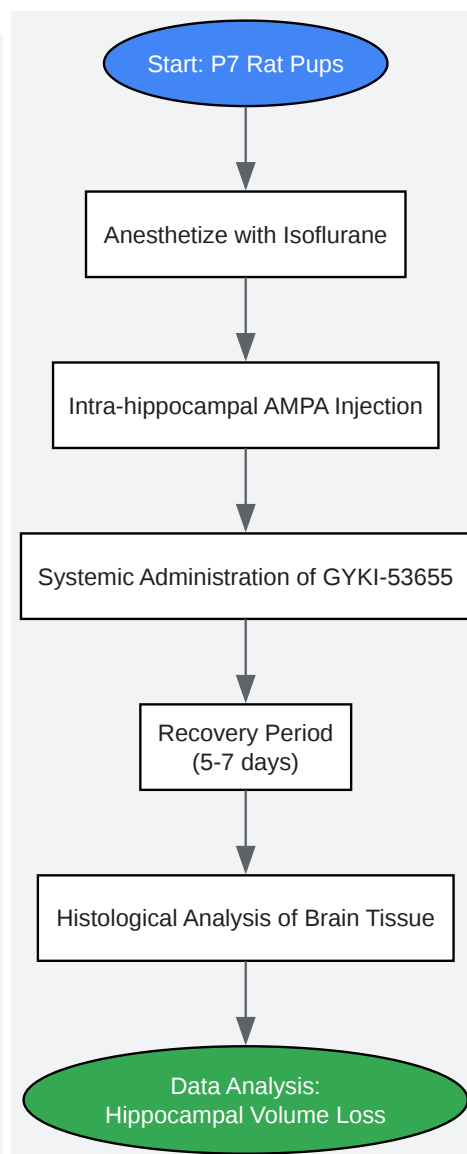 Start: P7 Rat Pups
Anesthetize with Isoflurane
Intra-hippocampal AMPA Injection
Systemic Administration of GYKI-53655
Recovery Period
(5-7 days)
Histological Analysis of Brain Tissue
Data Analysis:
Hippocampal Volume Loss